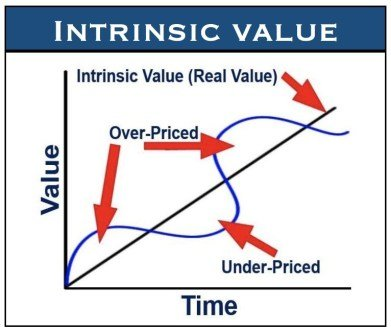 INTRINSIC VALUE
Intrinsic Value (Real Value)
Over-Priced
Value
Under-Priced
Time